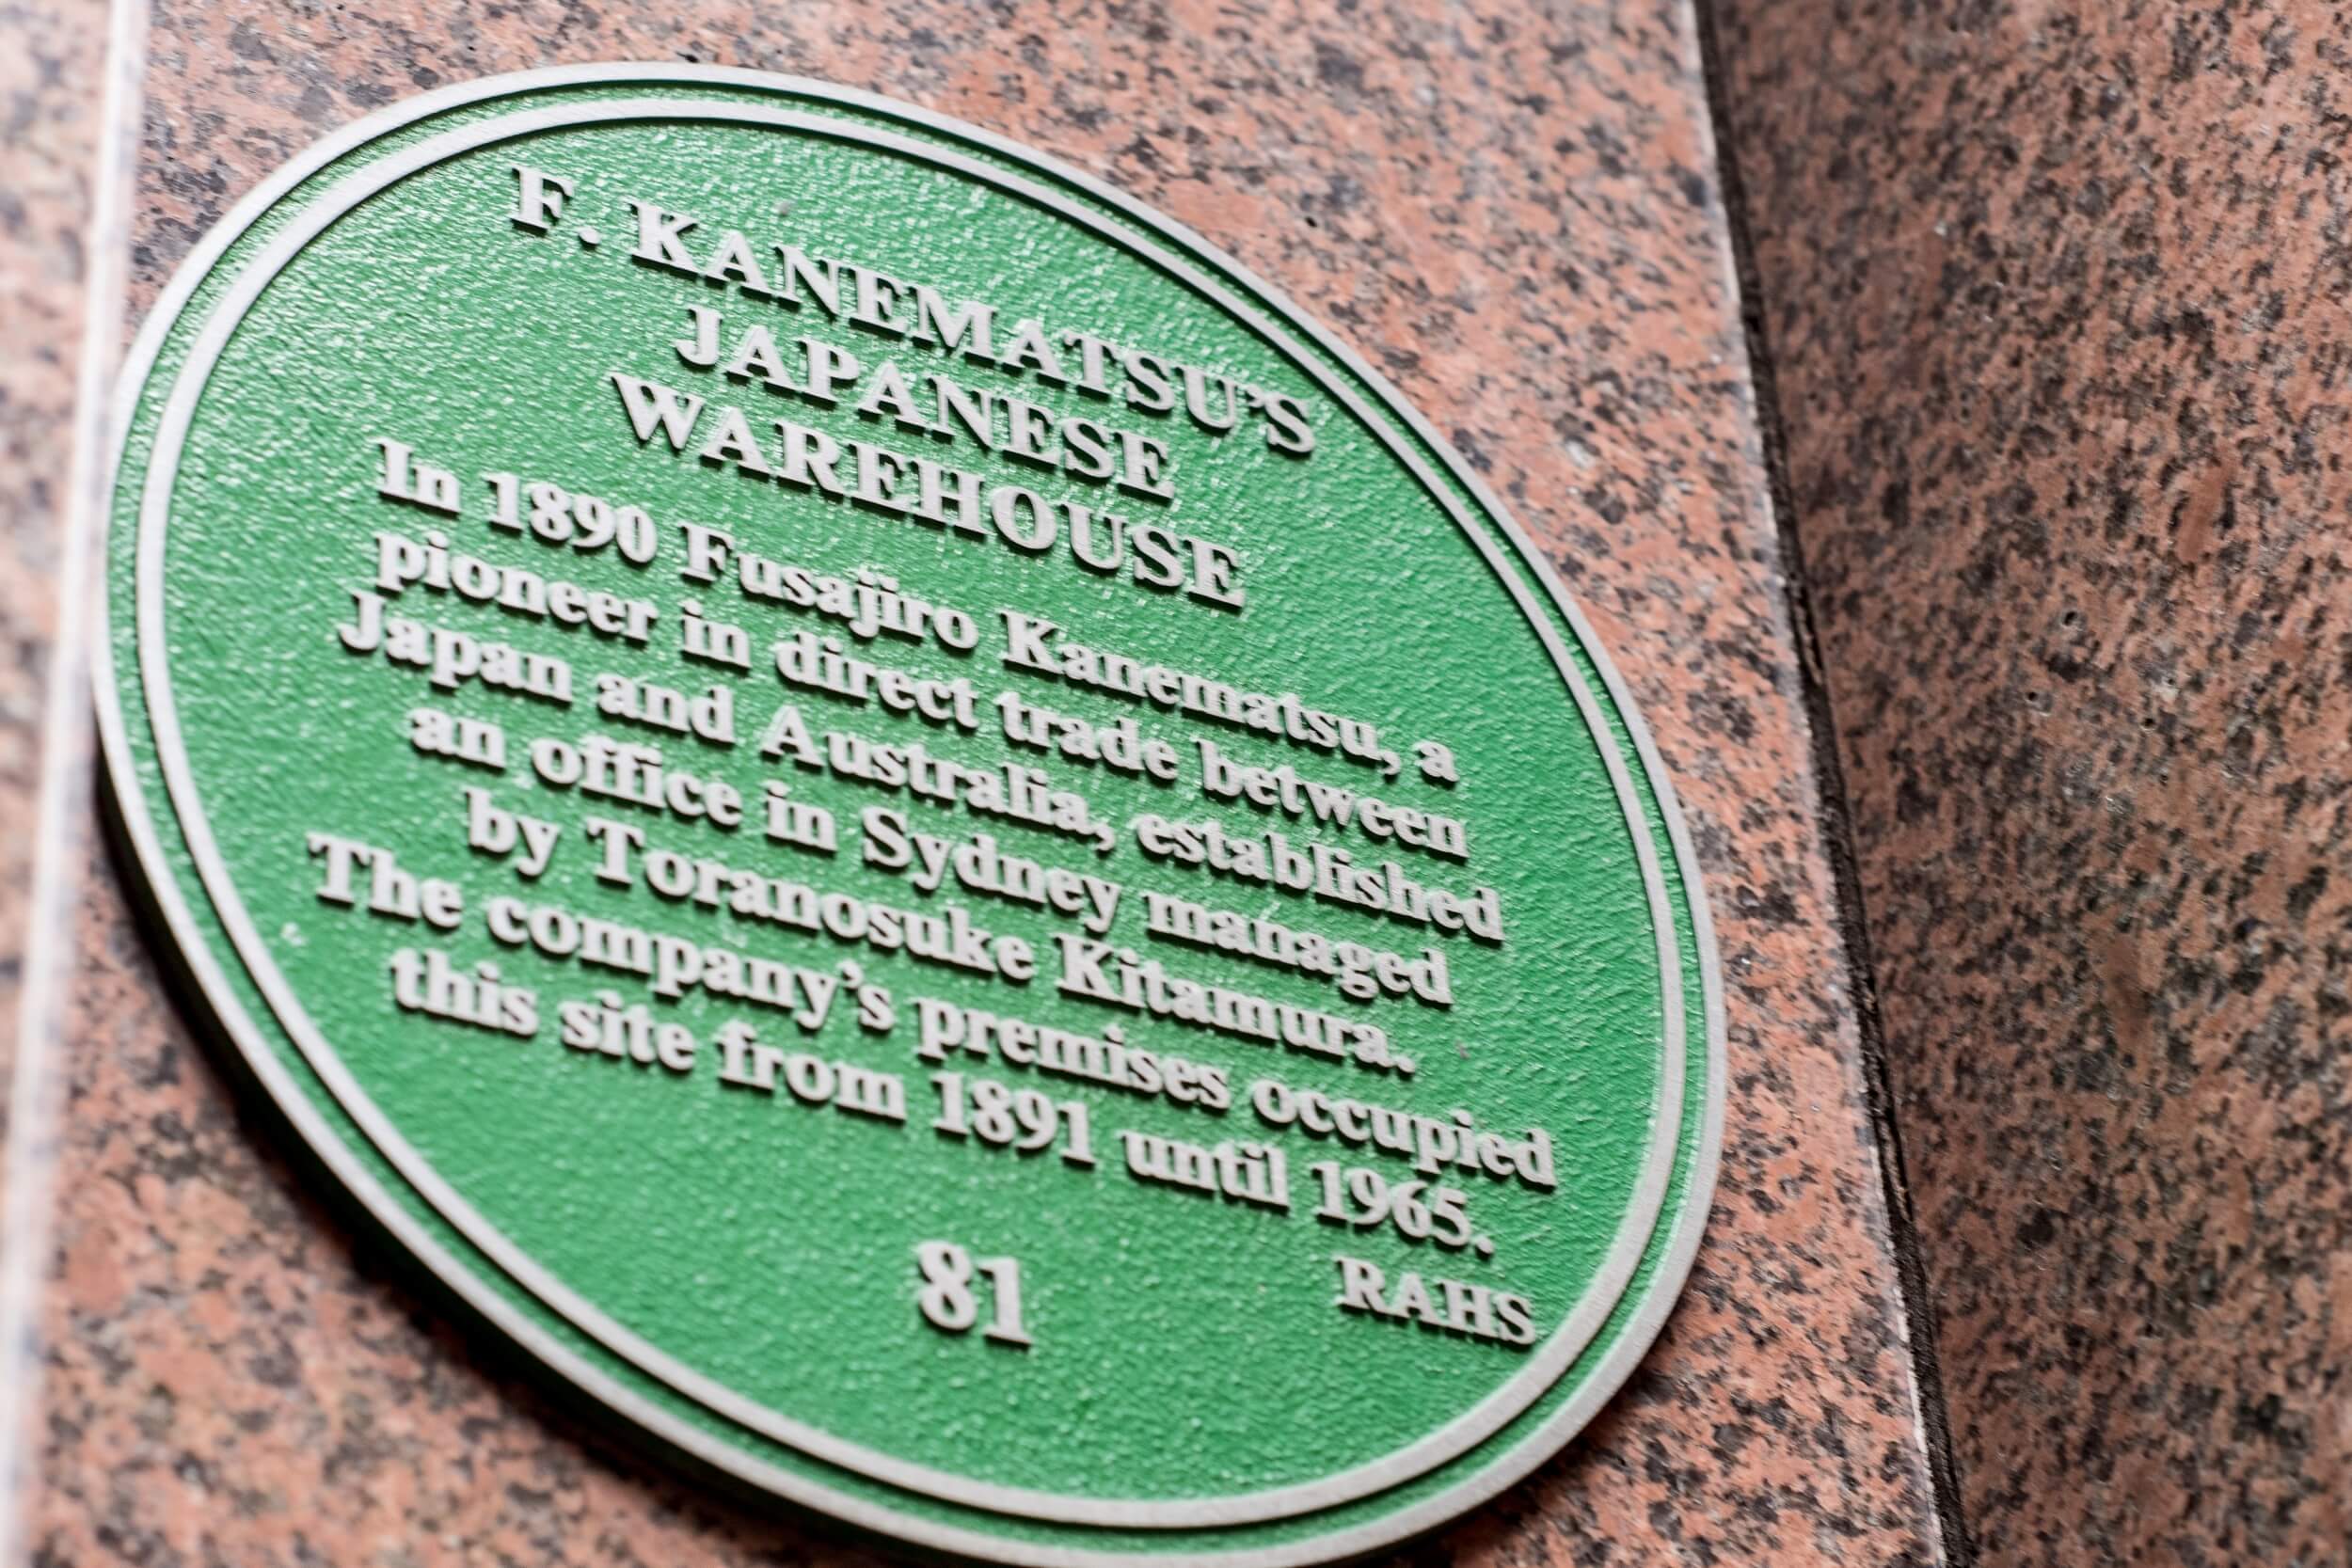 F. KANEMATSU'S
JAPANESE
WAREHOUSE
In 1890 Fusajiro Kanematsu, a
pioneer in direct trade between
Japan and Australia, established
an office in Sydney managed
by Toranosuke Kitamura.
The company's premises occupied
this site from 1891 until 1965.
81
RAHS